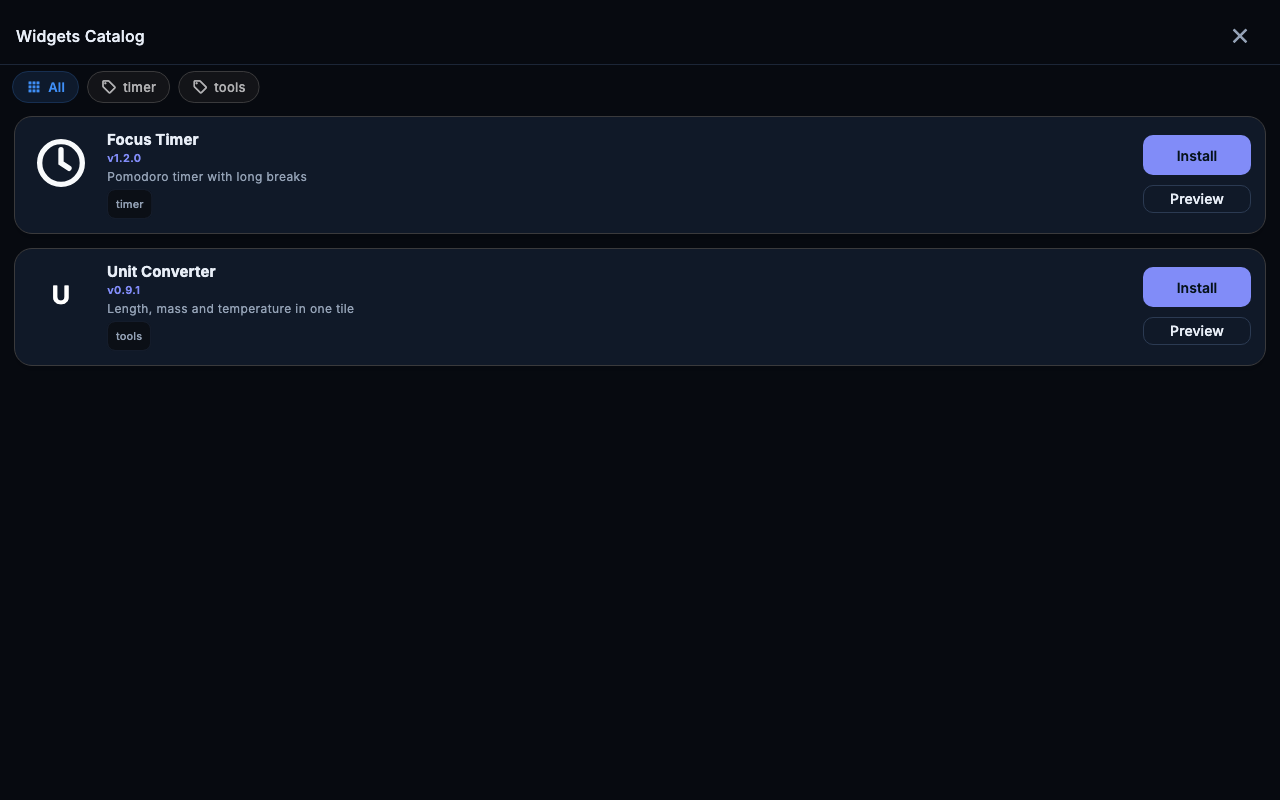 Widgets Catalog
All
timer
tools
Focus Timer
v1.2.0
Pomodoro timer with long breaks
timer
Install
Preview
U
Unit Converter
v0.9.1
Length, mass and temperature in one tile
tools
Install
Preview